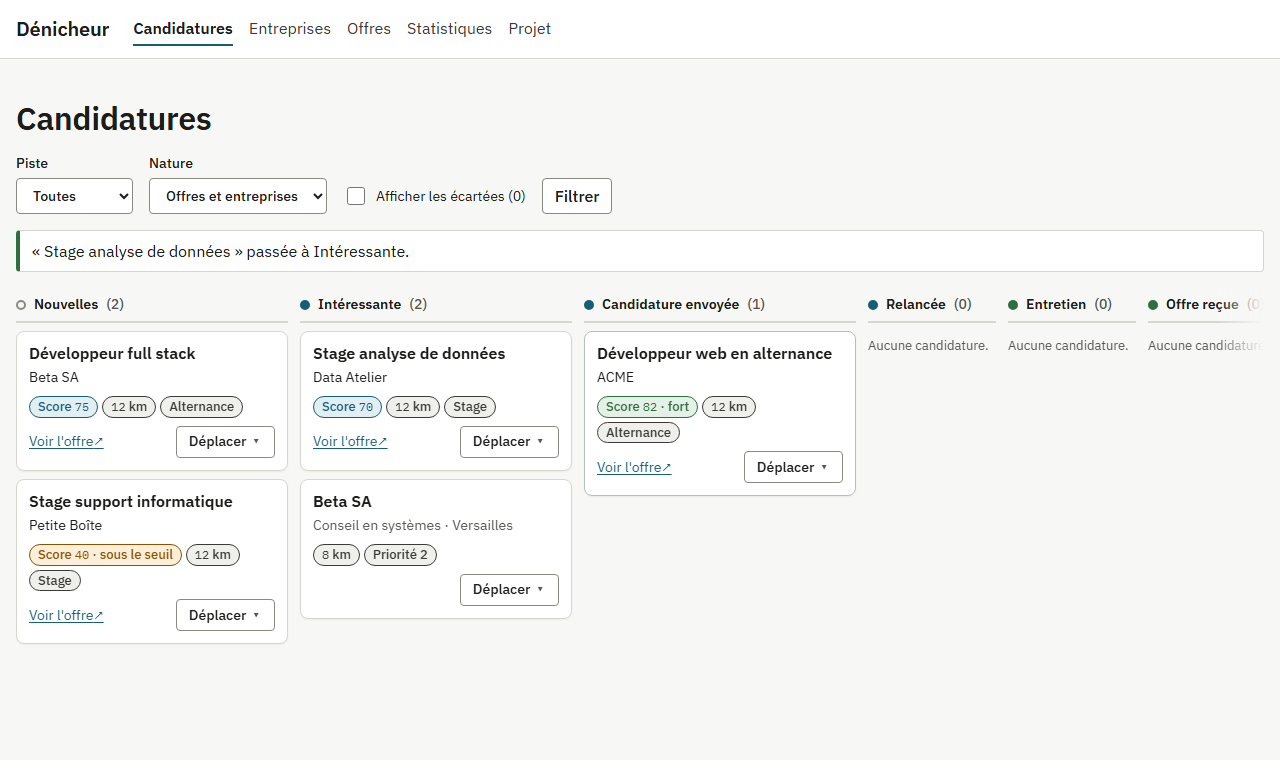 Dénicheur Candidatures Entreprises Offres Statistiques Projet
Candidatures
Piste Nature
Toutes Offres et entreprises Afficher les écartées (0) Filtrer
« Stage analyse de données » passée à Intéressante.
Nouvelles (2)
Développeur full stack
Beta SA
Score 75 12 km Alternance
Voir l'offre↗ Déplacer ▾
Stage support informatique
Petite Boîte
Score 40 · sous le seuil 12 km
Stage
Voir l'offre↗ Déplacer ▾
Intéressante (2)
Stage analyse de données
Data Atelier
Score 70 12 km Stage
Voir l'offre↗ Déplacer ▾
Beta SA
Conseil en systèmes · Versailles
8 km Priorité 2
Déplacer ▾
Candidature envoyée (1)
Développeur web en alternance
ACME
Score 82 · fort 12 km
Alternance
Voir l'offre↗ Déplacer ▾
Relancée (0)
Aucune candidature.
Entretien (0)
Aucune candidature.
Offre reçue (0
Aucune candidature